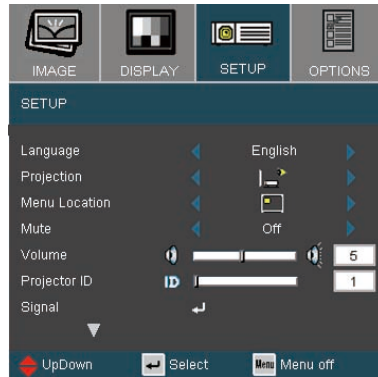 IMAGE DISPLAY SETUP OPTIONS
SETUP
Language English
Projection
Menu Location
Mute Off
Volume 5
Projector ID ID 1
Signal
UpDown Select Menu Menu off